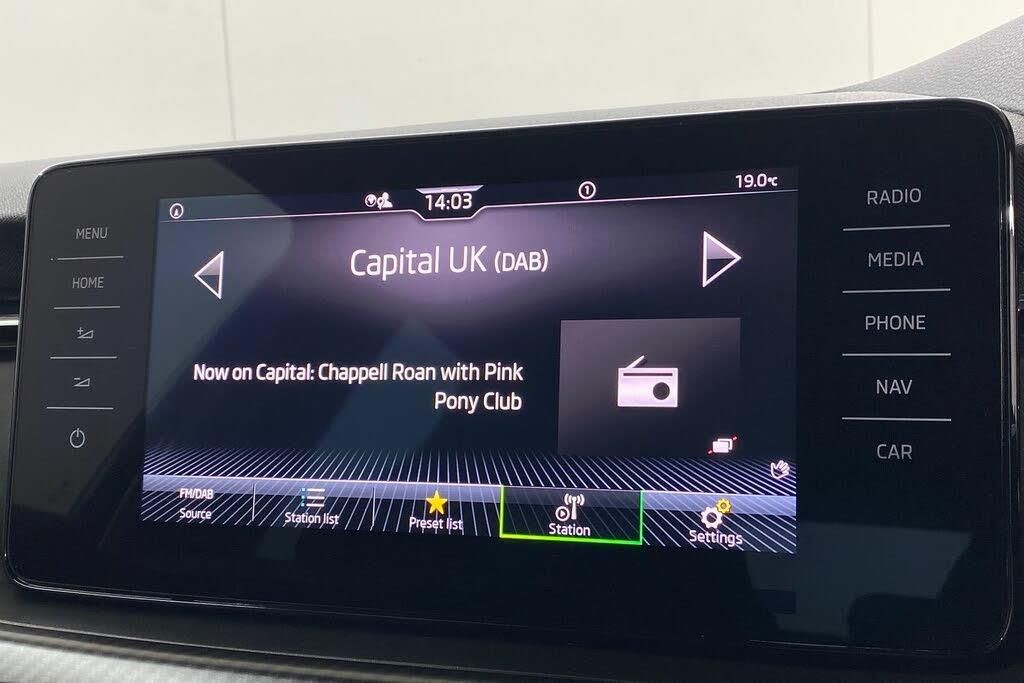 14:03
1
19.0°C
MENU
HOME
Capital UK (DAB)
Now on Capital: Chappell Roan with Pink
Pony Club
FM/DAB
Source
Station list
Preset list
Station
Settings
RADIO
MEDIA
PHONE
NAV
CAR